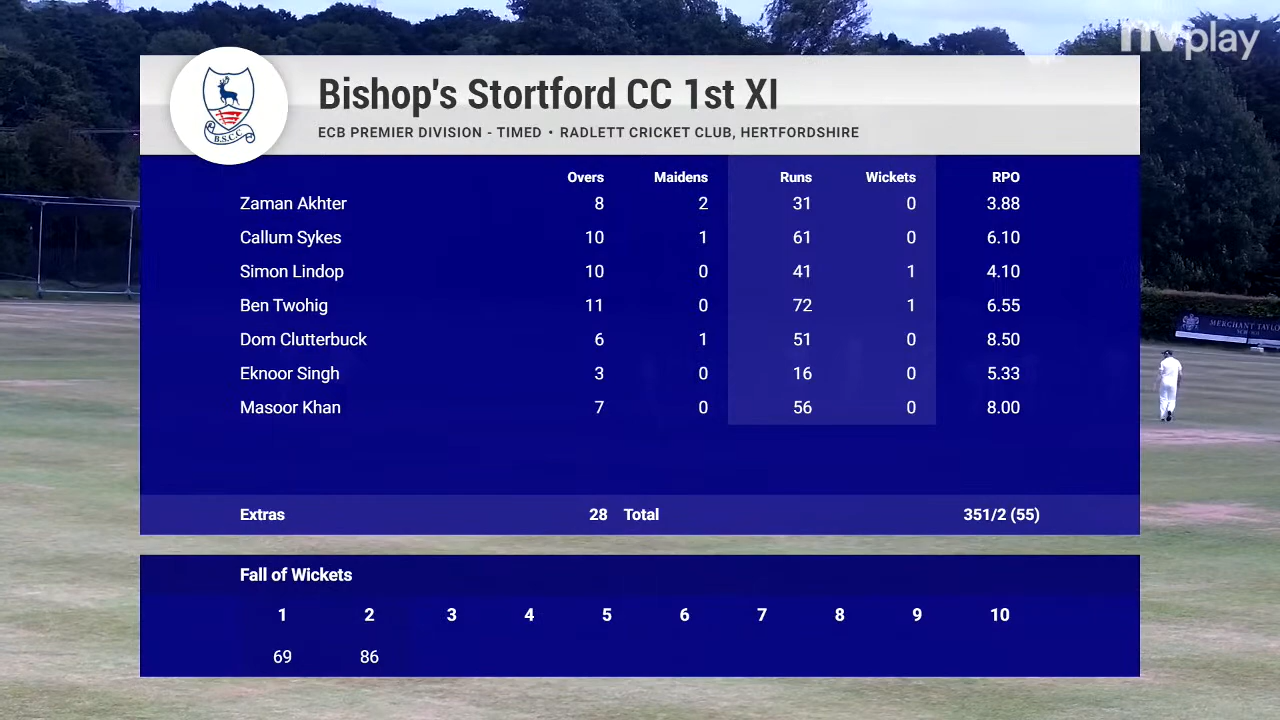 nvplay
Bishop's Stortford CC 1st XI
ECB PREMIER DIVISION - TIMED • RADLETT CRICKET CLUB, HERTFORDSHIRE
B.S.C.C.
Overs Maidens Runs Wickets RPO
Zaman Akhter 8 2 31 0 3.88
Callum Sykes 10 1 61 0 6.10
Simon Lindop 10 0 41 1 4.10
Ben Twohig 11 0 72 1 6.55
Dom Clutterbuck 6 1 51 0 8.50
Eknoor Singh 3 0 16 0 5.33
Masoor Khan 7 0 56 0 8.00
MERCHANT TAYLO
Extras 28 Total 351/2 (55)
Fall of Wickets
1 2 3 4 5 6 7 8 9 10
69 86